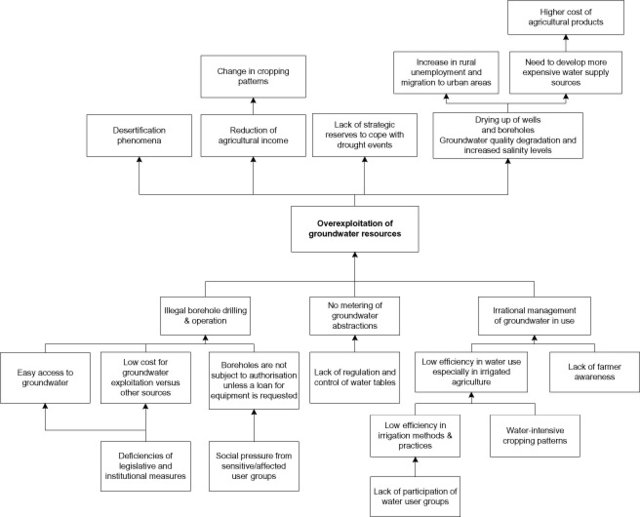 Higher cost of
agricultural products
Change in cropping
patterns
Increase in rural
unemployment and
migration to urban areas
Need to develop more
expensive water supply
sources
Desertification
phenomena
Reduction of
agricultural income
Lack of strategic
reserves to cope with
drought events
Drying up of wells
and boreholes
Groundwater quality degradation and
increased salinity levels
Overexploitation of
groundwater resources
Illegal borehole drilling
& operation
No metering of
groundwater
abstractions
Irrational management
of groundwater in use
Easy access to
groundwater
Low cost for
groundwater
exploitation versus
other sources
Boreholes are not
subject to authorisation
unless a loan for
equipment is requested
Lack of regulation and
control of water tables
Low efficiency in water use
especially in irrigated
agriculture
Lack of farmer
awareness
Deficiencies of
legislative and
institutional measures
Social pressure from
sensitive/affected
user groups
Low efficiency in
irrigation methods &
practices
Water-intensive
cropping patterns
Lack of participation of
water user groups